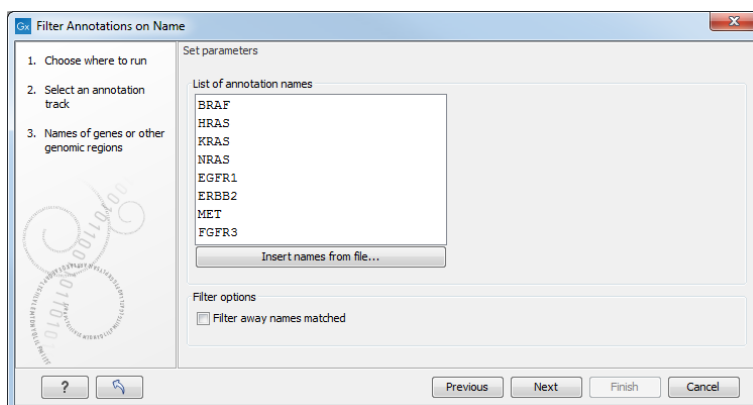 Gx Filter Annotations on Name
1. Choose where to run
2. Select an annotation
track
3. Names of genes or other
genomic regions
Set parameters
List of annotation names
BRAF
HRAS
KRAS
NRAS
EGFR1
ERBB2
MET
FGFR3
Insert names from file...
Filter options
Filter away names matched
? Previous Next Finish Cancel